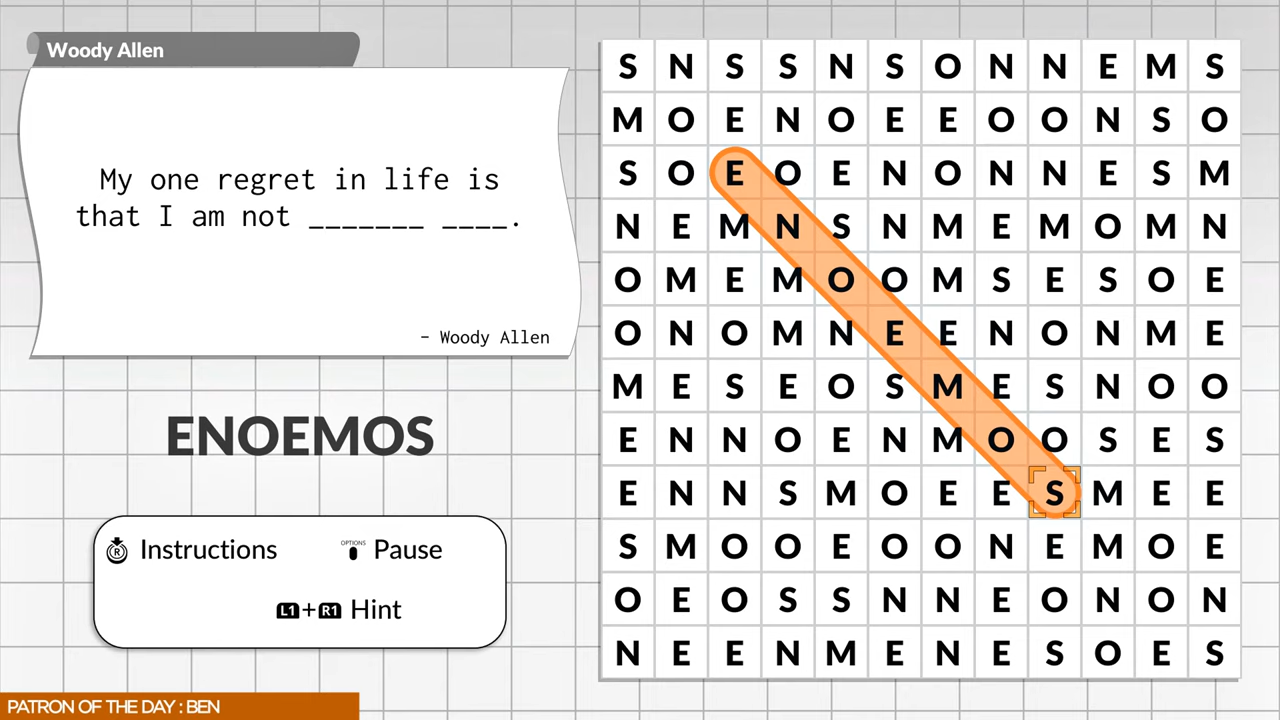 Woody Allen
My one regret in life is
that I am not _______ ____.
– Woody Allen
ENOEMOS
R Instructions
OPTIONS Pause
L1+R1 Hint
PATRON OF THE DAY : BEN
S N S S N S O N N E M S
M O E N O E E O O N S O
S O E O E N O N N E S M
N E M N S N M E M O M N
O M E M O O M S E S O E
O N O M N E E N O N M E
M E S E O S M E S N O O
E N N O E N M O O S E S
E N N S M O E E S M E E
S M O O E O O N E M O E
O E O S S N N E O N O N
N E E N M E N E S O E S